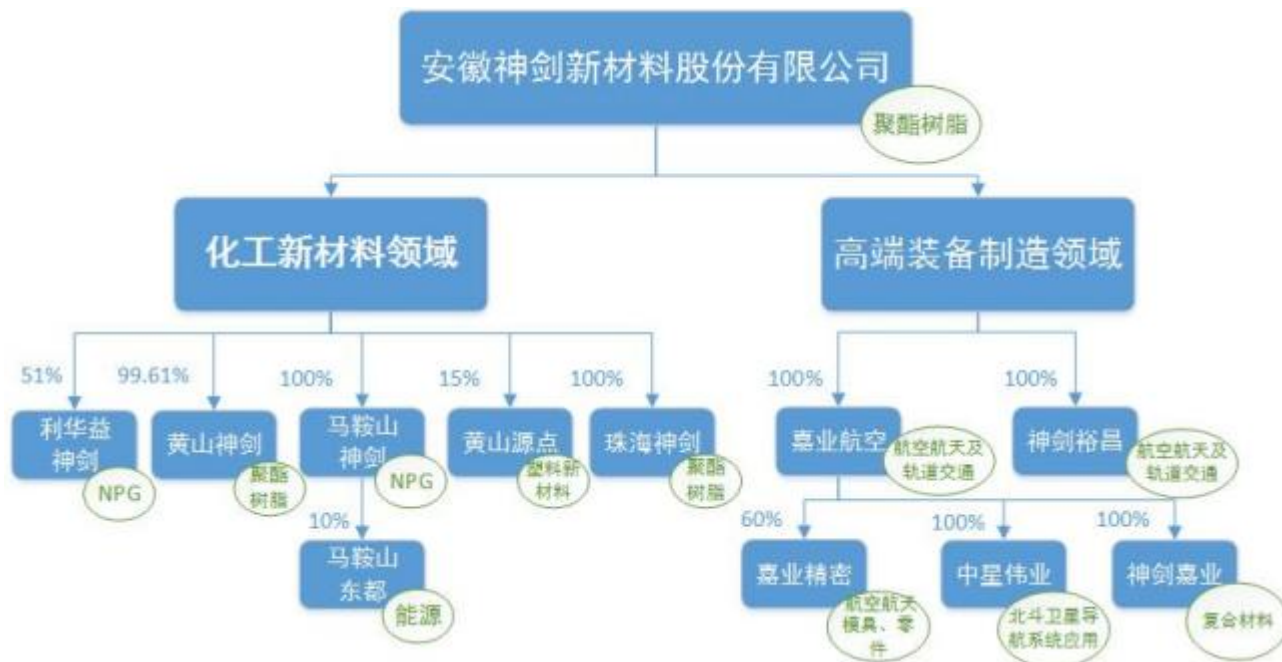 安徽神剑新材料股份有限公司
聚酯树脂
化工新材料领域
高端装备制造领域
51%
99.61%
100%
15%
100%
100%
100%
利华益
神剑
NPG
黄山神剑
聚酯
树脂
马鞍山
神剑
NPG
黄山源点
塑料新
材料
珠海神剑
聚酯
树脂
嘉业航空
航空航天及
轨道交通
神剑裕昌
航空航天及
轨道交通
10%
60%
100%
100%
马鞍山
东都
能源
嘉业精密
航空航天
模具、零
件
中星伟业
北斗卫星导
航系统应用
神剑嘉业
复合材料